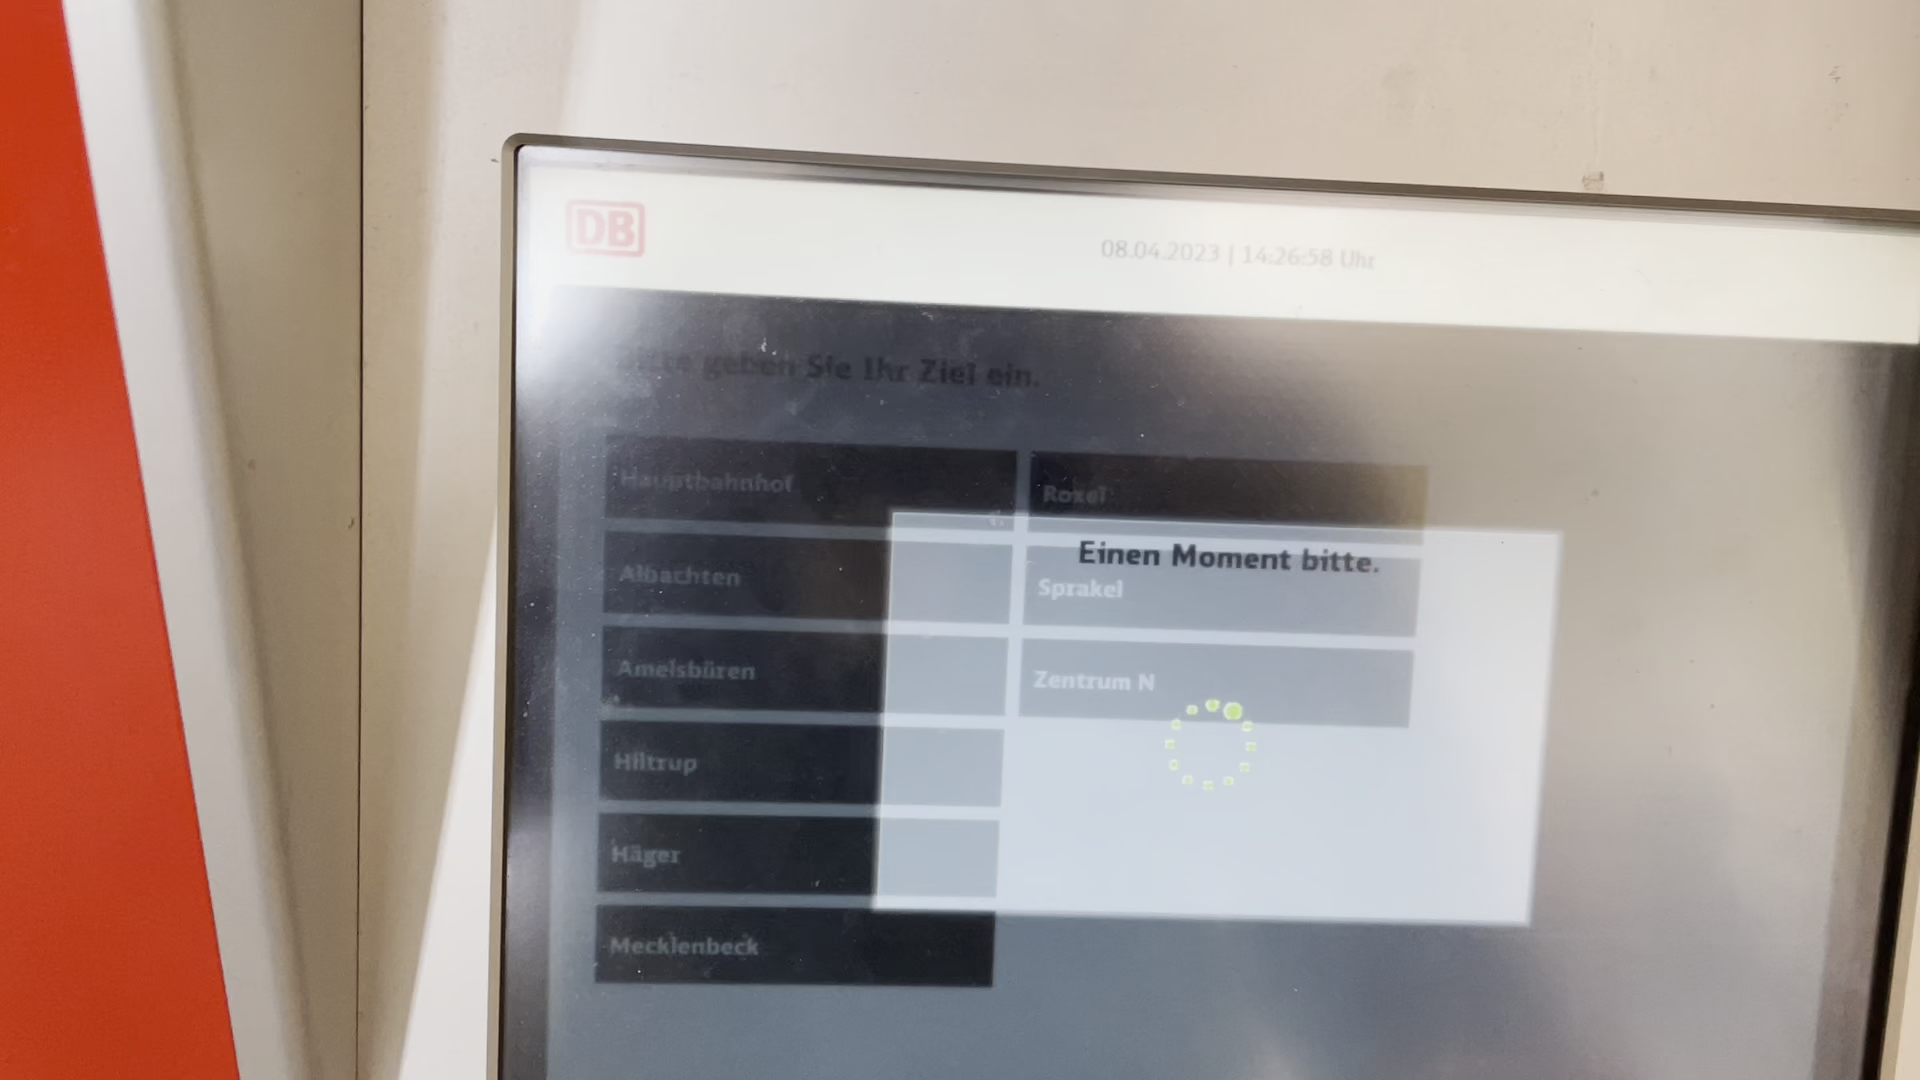 DB
08.04.2023 | 14:26:58 Uhr
Bitte geben Sie Ihr Ziel ein.
Hauptbahnhof
Roxel
Einen Moment bitte.
Albachten
Sprakel
Amelsbüren
Zentrum N
Hiltrup
Häger
Mecklenbeck